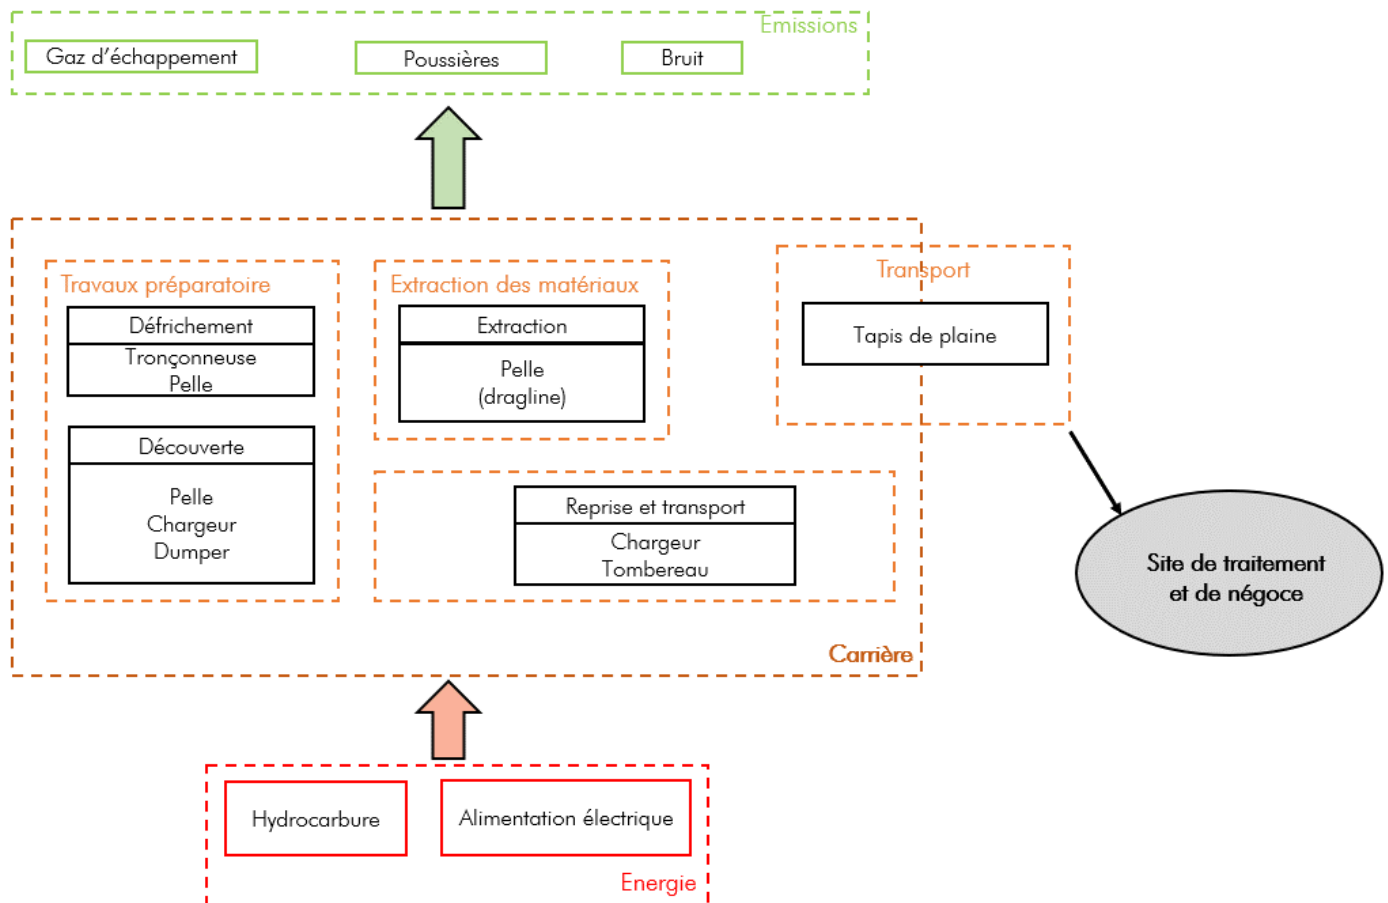 Emissions
Gaz d'échappement
Poussières
Bruit
Travaux préparatoire
Défrichement
Tronçonneuse
Pelle
Découverte
Pelle
Chargeur
Dumper
Extraction des matériaux
Extraction
Pelle
(dragline)
Reprise et transport
Chargeur
Tombereau
Transport
Tapis de plaine
Carrière
Site de traitement
et de négoce
Hydrocarbure
Alimentation électrique
Energie